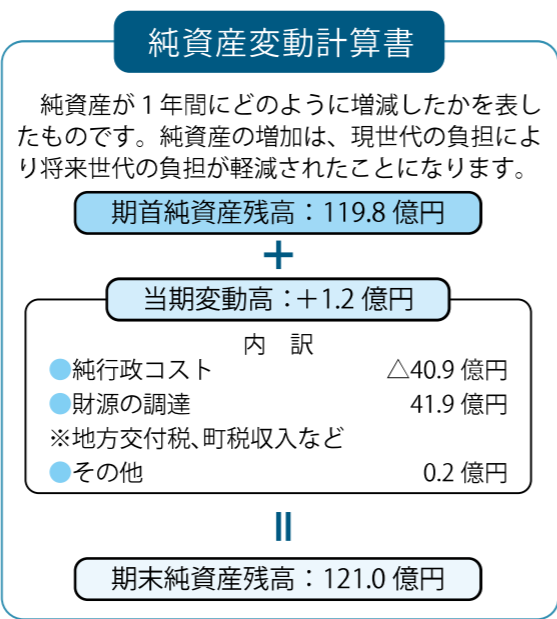 純資産変動計算書
　純資産が1年間にどのように増減したかを表し
たものです。純資産の増加は、現世代の負担によ
り将来世代の負担が軽減されたことになります。
期首純資産残高：119.8 億円
＋
当期変動高：＋1.2 億円
内　訳
●純行政コスト　△40.9 億円
●財源の調達　41.9 億円
※地方交付税、町税収入など
●その他　0.2 億円
＝
期末純資産残高：121.0 億円